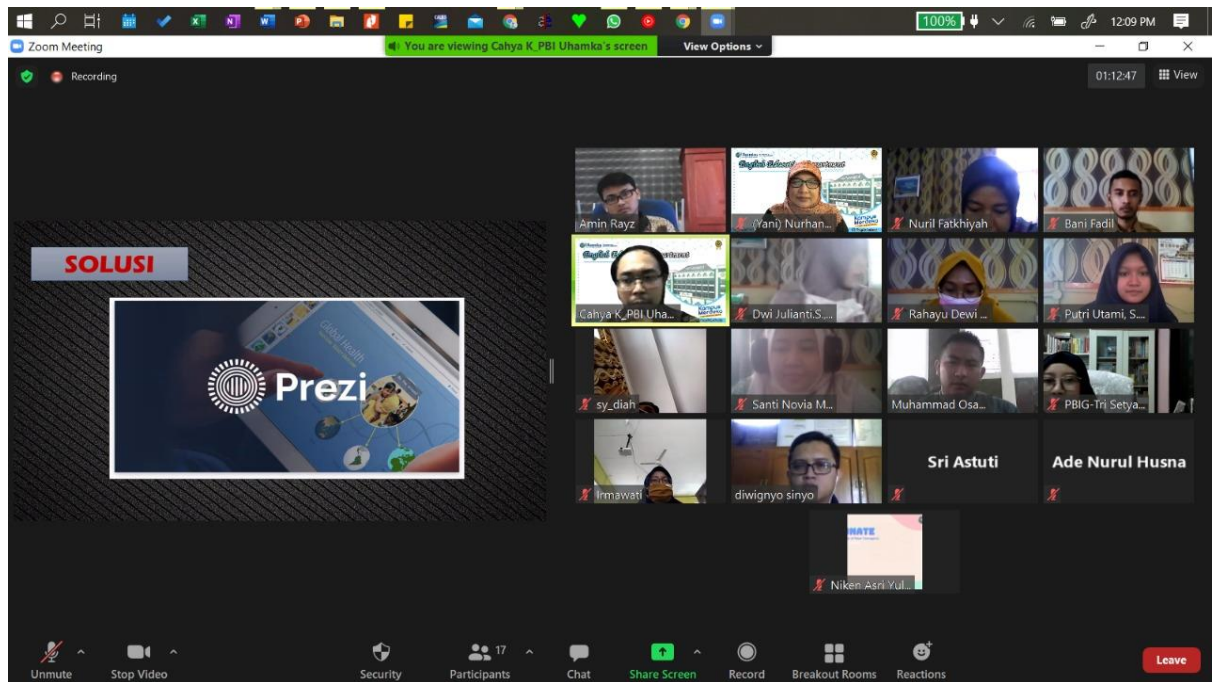 100%
12:09 PM
Zoom Meeting
You are viewing Cahya K_PBI Uhamka's screen
View Options
Recording
01:12:47
View
SOLUSI
Global Health
Prezi
Amin Rayz
(Yani) Nurhan...
Nuril Fatkhiyah
Bani Fadil
Cahya K_PBI Uha...
Dwi Julianti.S,...
Rahayu Dewi ...
Putri Utami, S....
sy_diah
Santi Novia M...
Muhammad Osa...
PBIG-Tri Setya...
Irmawati
diwignyo sinyo
Sri Astuti
Ade Nurul Husna
Niken Asri Yul...
Unmute
Stop Video
Security
Participants
17
Chat
Share Screen
Record
Breakout Rooms
Reactions
Leave